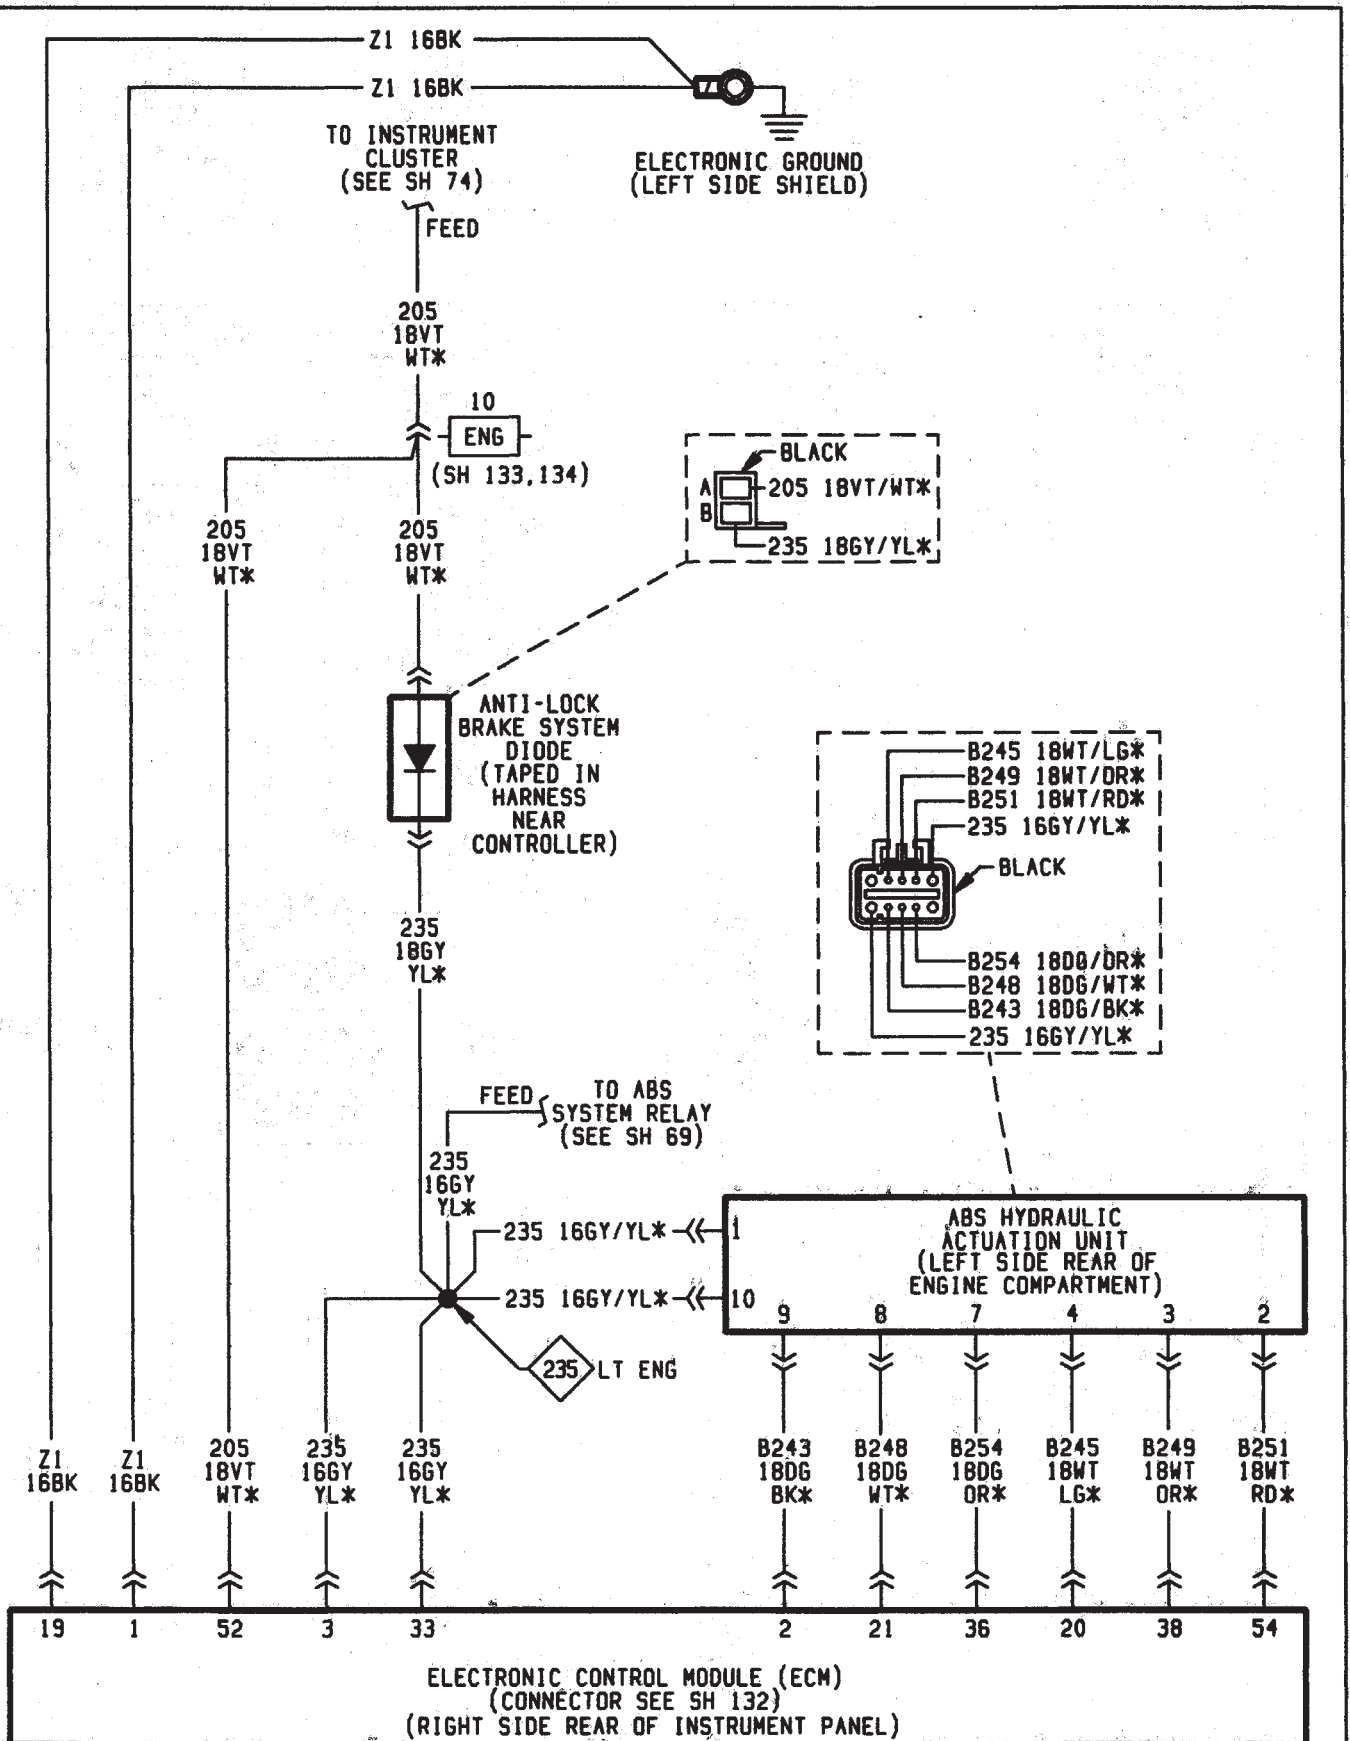 Z1 16BK
Z1 16BK
TO INSTRUMENT
CLUSTER
(SEE SH 74)
FEED
ELECTRONIC GROUND
(LEFT SIDE SHIELD)
205
18VT
WT*
10
ENG
(SH 133,134)
BLACK
A
205 18VT/WT*
B
235 18GY/YL*
205
18VT
WT*
205
18VT
WT*
ANTI-LOCK
BRAKE SYSTEM
DIODE
(TAPED IN
HARNESS
NEAR
CONTROLLER)
B245 18WT/LG*
B249 18WT/OR*
B251 18WT/RD*
235 16GY/YL*
BLACK
B254 18DG/OR*
B248 18DG/WT*
B243 18DG/BK*
235 16GY/YL*
235
18GY
YL*
FEED
TO ABS
SYSTEM RELAY
(SEE SH 69)
235
16GY
YL*
235 16GY/YL*
1
235 16GY/YL*
10
ABS HYDRAULIC
ACTUATION UNIT
(LEFT SIDE REAR OF
ENGINE COMPARTMENT)
9 8 7 4 3 2
235 LT ENG
Z1
16BK
Z1
16BK
205
18VT
WT*
235
16GY
YL*
235
16GY
YL*
B243
18DG
BK*
B248
18DG
WT*
B254
18DG
OR*
B245
18WT
LG*
B249
18WT
OR*
B251
18WT
RD*
19 1 52 3 33 2 21 36 20 38 54
ELECTRONIC CONTROL MODULE (ECM)
(CONNECTOR SEE SH 132)
(RIGHT SIDE REAR OF INSTRUMENT PANEL)